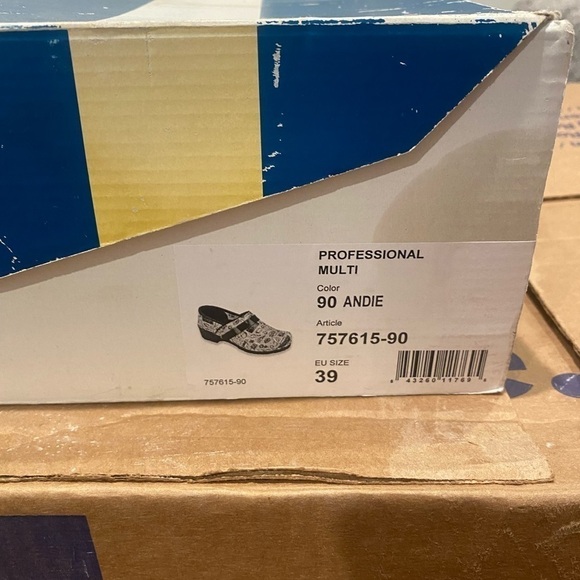 PROFESSIONAL
MULTI
Color
90 ANDIE
Article
757615-90
EU SIZE
39
757615-90